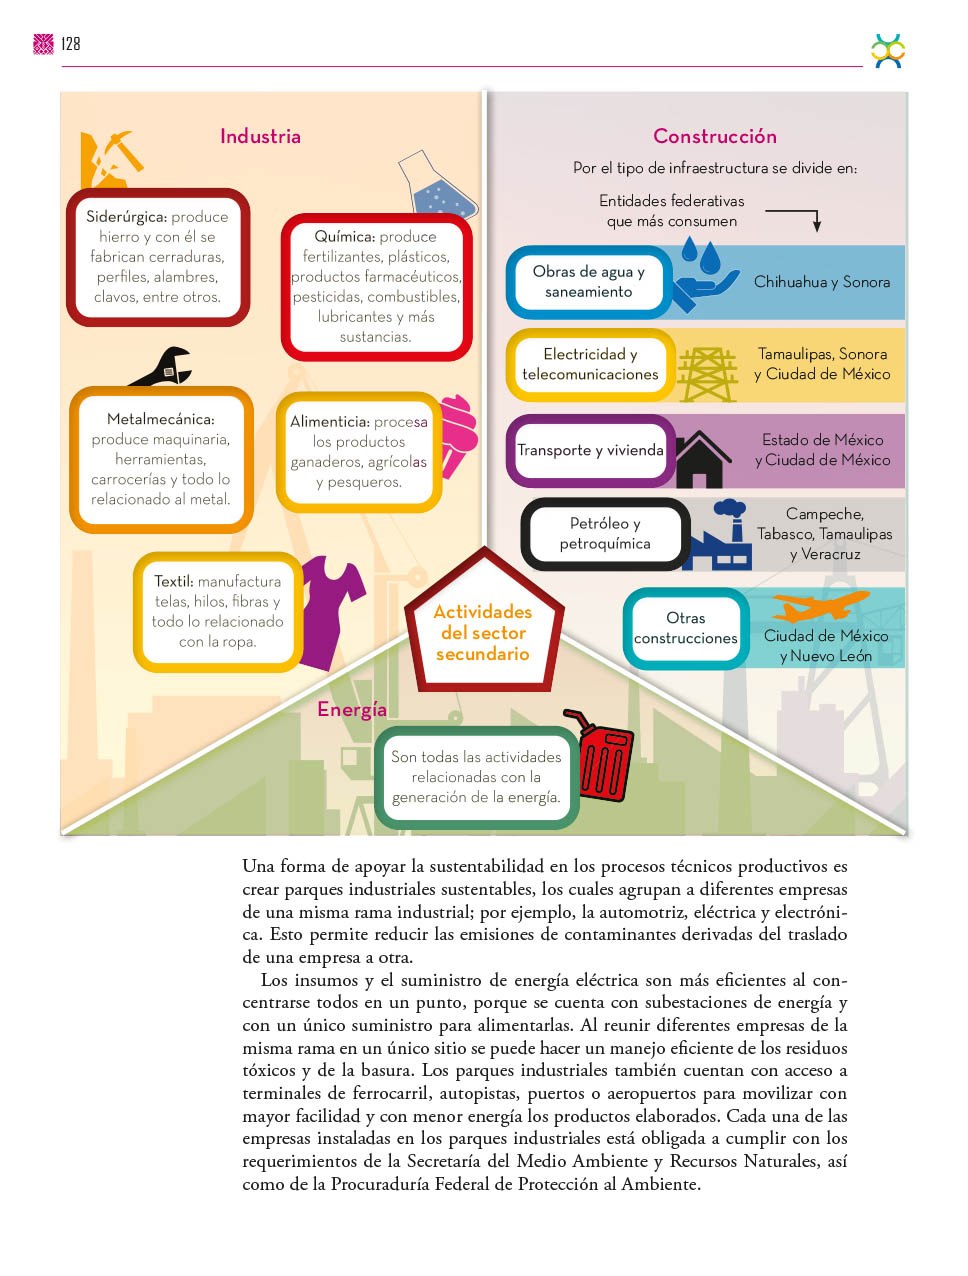 128
Industria
Siderúrgica: produce
hierro y con él se
fabrican cerraduras,
perfiles, alambres,
clavos, entre otros.
Química: produce
fertilizantes, plásticos,
productos farmacéuticos,
pesticidas, combustibles,
lubricantes y más
sustancias.
Metalmecánica:
produce maquinaria,
herramientas,
carrocerías y todo lo
relacionado al metal.
Alimenticia: procesa
los productos
ganaderos, agrícolas
y pesqueros.
Textil: manufactura
telas, hilos, fibras y
todo lo relacionado
con la ropa.
Construcción
Por el tipo de infraestructura se divide en:
Entidades federativas
que más consumen
Obras de agua y
saneamiento
Chihuahua y Sonora
Electricidad y
telecomunicaciones
Tamaulipas, Sonora
y Ciudad de México
Transporte y vivienda
Estado de México
y Ciudad de México
Petróleo y
petroquímica
Campeche,
Tabasco, Tamaulipas
y Veracruz
Otras
construcciones
Ciudad de México
y Nuevo León
Actividades
del sector
secundario
Energía
Son todas las actividades
relacionadas con la
generación de la energía.
Una forma de apoyar la sustentabilidad en los procesos técnicos productivos es
crear parques industriales sustentables, los cuales agrupan a diferentes empresas
de una misma rama industrial; por ejemplo, la automotriz, eléctrica y electróni-
ca. Esto permite reducir las emisiones de contaminantes derivadas del traslado
de una empresa a otra.
Los insumos y el suministro de energía eléctrica son más eficientes al con-
centrarse todos en un punto, porque se cuenta con subestaciones de energía y
con un único suministro para alimentarlas. Al reunir diferentes empresas de la
misma rama en un único sitio se puede hacer un manejo eficiente de los residuos
tóxicos y de la basura. Los parques industriales también cuentan con acceso a
terminales de ferrocarril, autopistas, puertos o aeropuertos para movilizar con
mayor facilidad y con menor energía los productos elaborados. Cada una de las
empresas instaladas en los parques industriales está obligada a cumplir con los
requerimientos de la Secretaría del Medio Ambiente y Recursos Naturales, así
como de la Procuraduría Federal de Protección al Ambiente.